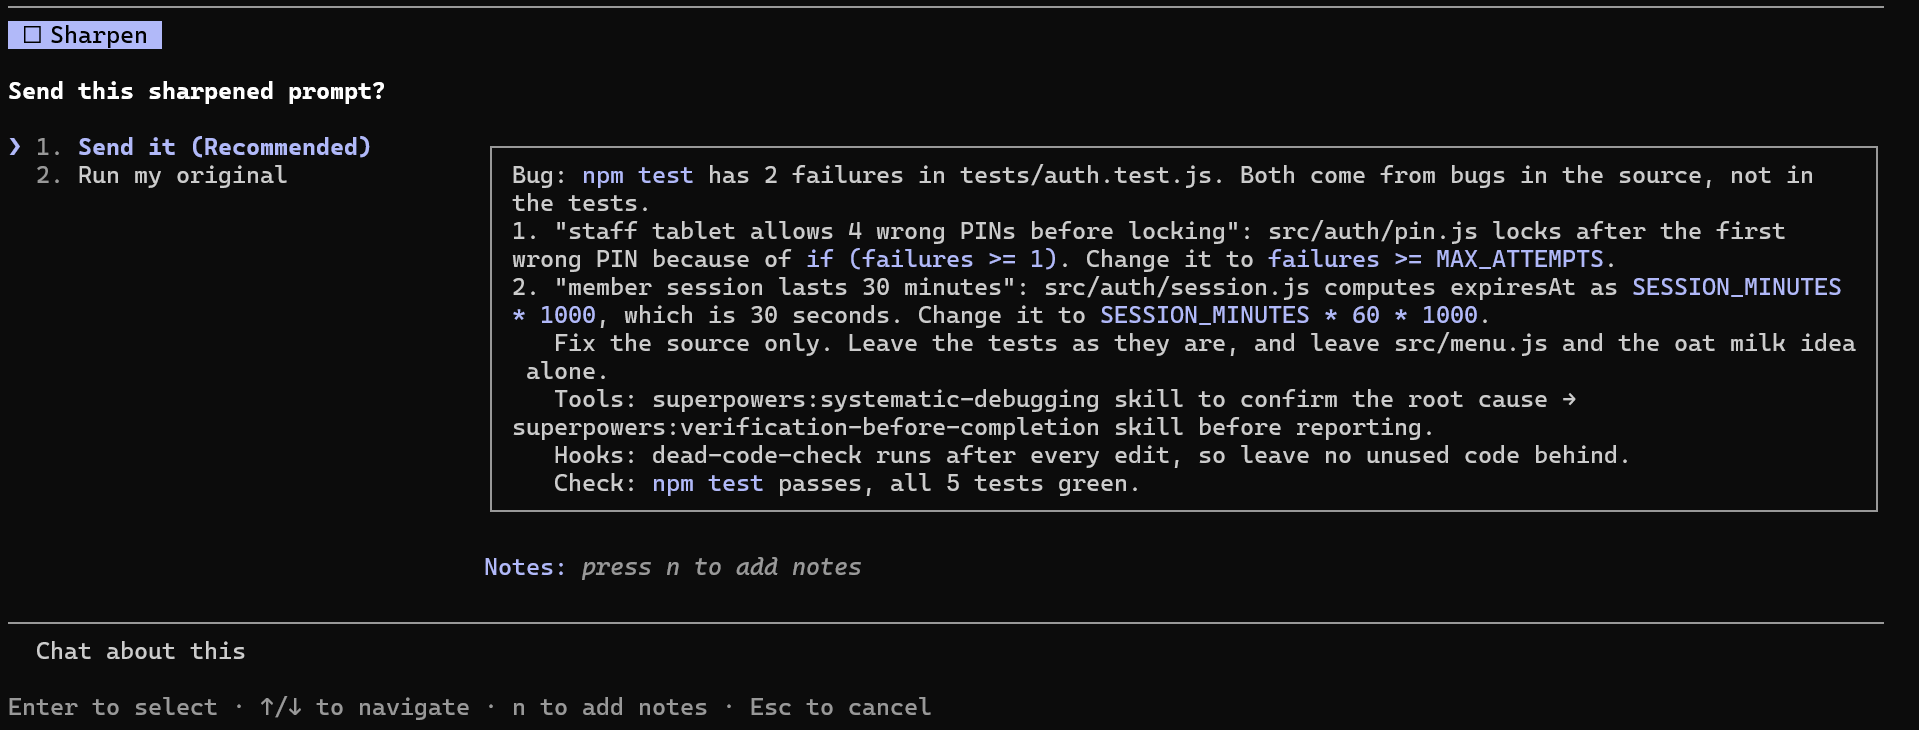 ☐ Sharpen
Send this sharpened prompt?
❯ 1. Send it (Recommended)
2. Run my original
Bug: npm test has 2 failures in tests/auth.test.js. Both come from bugs in the source, not in
the tests.
1. "staff tablet allows 4 wrong PINs before locking": src/auth/pin.js locks after the first
wrong PIN because of if (failures >= 1). Change it to failures >= MAX_ATTEMPTS.
2. "member session lasts 30 minutes": src/auth/session.js computes expiresAt as SESSION_MINUTES
* 1000, which is 30 seconds. Change it to SESSION_MINUTES * 60 * 1000.
Fix the source only. Leave the tests as they are, and leave src/menu.js and the oat milk idea
alone.
Tools: superpowers:systematic-debugging skill to confirm the root cause →
superpowers:verification-before-completion skill before reporting.
Hooks: dead-code-check runs after every edit, so leave no unused code behind.
Check: npm test passes, all 5 tests green.
Notes: press n to add notes
Chat about this
Enter to select · ↑/↓ to navigate · n to add notes · Esc to cancel